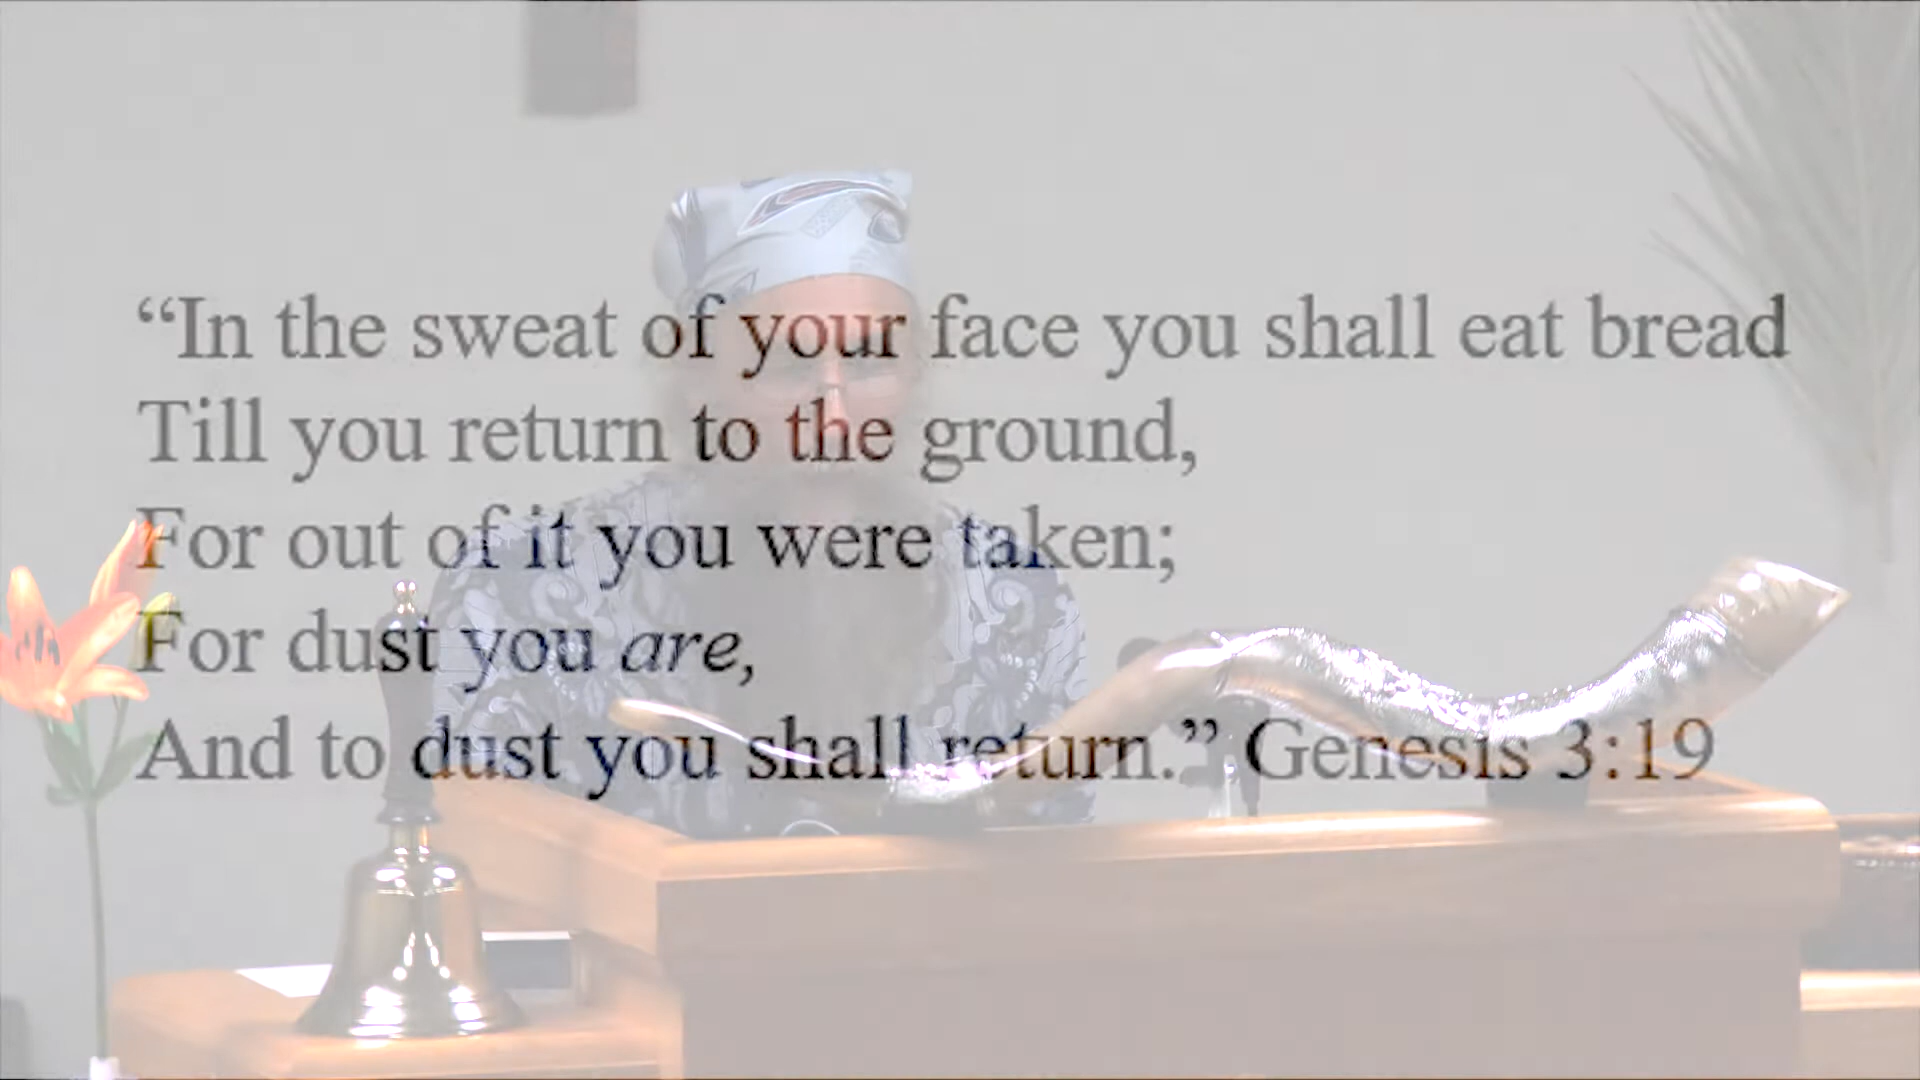 “In the sweat of your face you shall eat bread
Till you return to the ground,
For out of it you were taken;
For dust you are,
And to dust you shall return.” Genesis 3:19